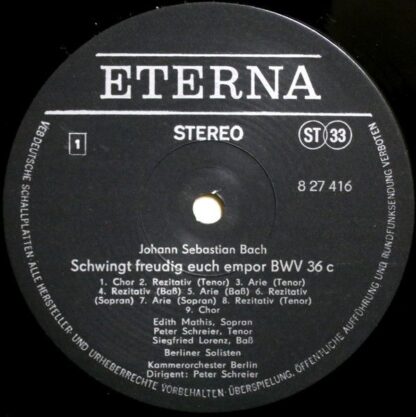 ETERNA
STEREO
ST 33
1
8 27 416
Johann Sebastian Bach
Schwingt freudig euch empor BWV 36 c
1. Chor 2. Rezitativ (Tenor) 3. Arie (Tenor)
4. Rezitativ (Baß) 5. Arie (Baß) 6. Rezitativ
(Sopran) 7. Arie (Sopran) 8. Rezitativ (Tenor)
9. Chor
Edith Mathis, Sopran
Peter Schreier, Tenor
Siegfried Lorenz, Baß
Berliner Solisten
Kammerorchester Berlin
Dirigent: Peter Schreier
VEB DEUTSCHE SCHALLPLATTEN ALLE HERSTELLER- UND URHEBERRECHTE VORBEHALTEN · ÜBERSPIELUNG, ÖFFENTLICHE AUFFÜHRUNG UND RUNDFUNKSENDUNG VERBOTEN